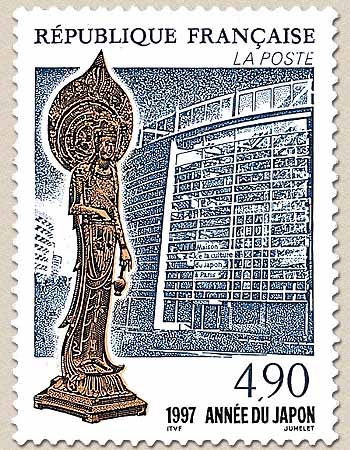 RÉPUBLIQUE FRANÇAISE
LA POSTE
Maison
de la culture
du Japon
à Paris
4,90
1997 ANNÉE DU JAPON
ITVF JUMELET